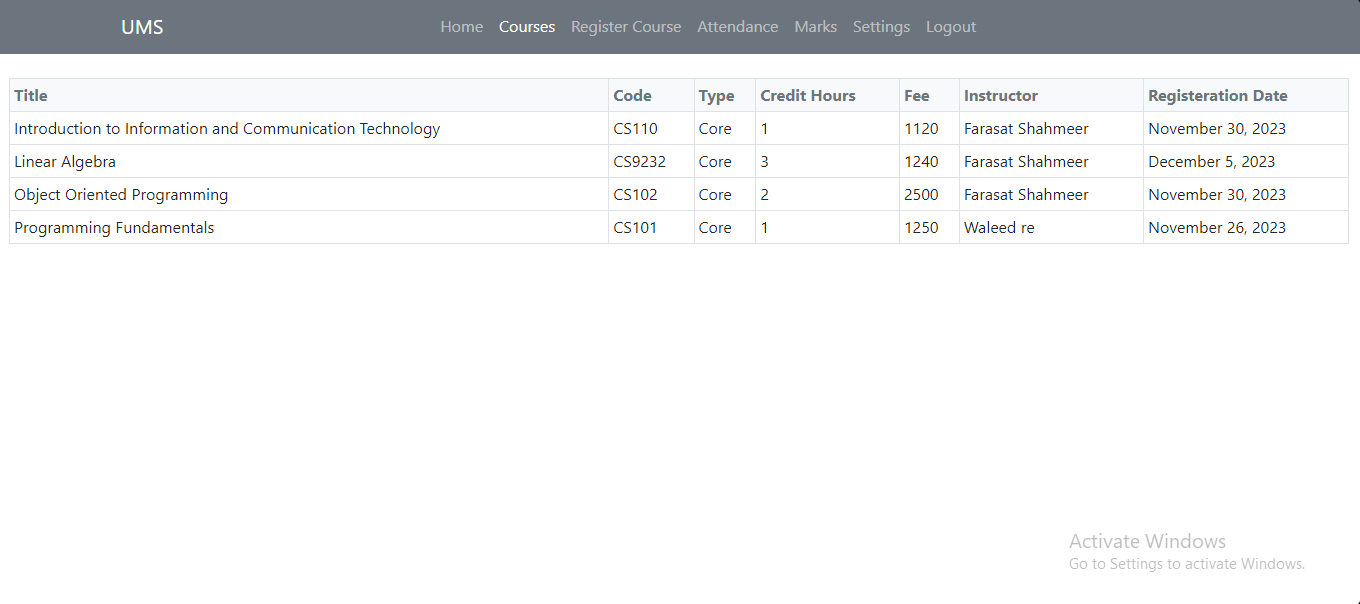 UMS Home Courses Register Course Attendance Marks Settings Logout
Title Code Type Credit Hours Fee Instructor Registeration Date
Introduction to Information and Communication Technology CS110 Core 1 1120 Farasat Shahmeer November 30, 2023
Linear Algebra CS9232 Core 3 1240 Farasat Shahmeer December 5, 2023
Object Oriented Programming CS102 Core 2 2500 Farasat Shahmeer November 30, 2023
Programming Fundamentals CS101 Core 1 1250 Waleed re November 26, 2023
Activate Windows
Go to Settings to activate Windows.